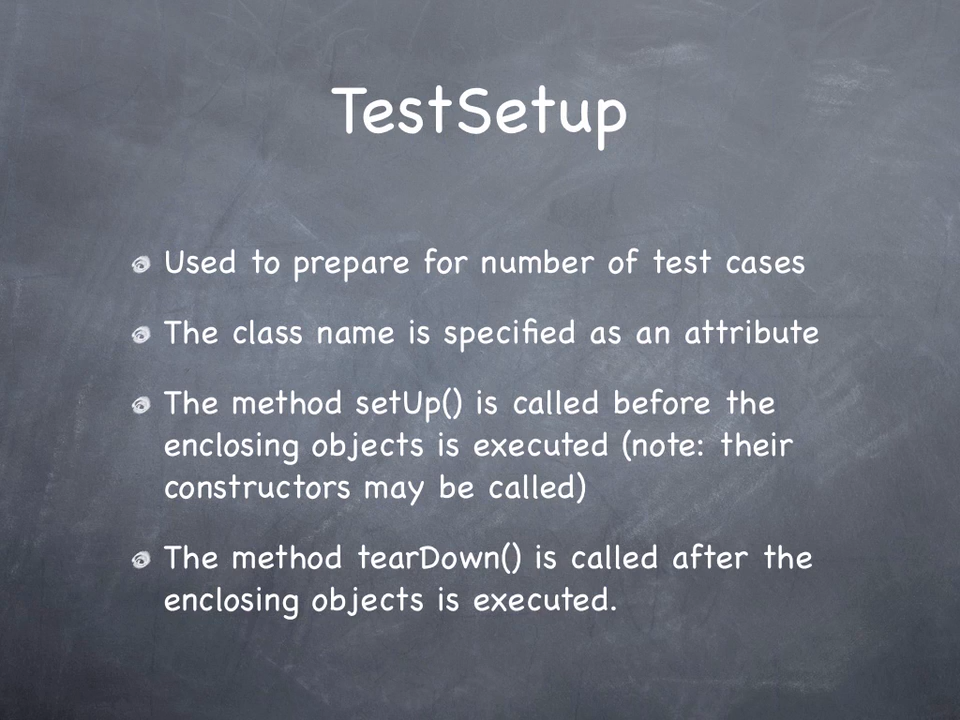 TestSetup
Used to prepare for number of test cases
The class name is specified as an attribute
The method setUp() is called before the
enclosing objects is executed (note: their
constructors may be called)
The method tearDown() is called after the
enclosing objects is executed.